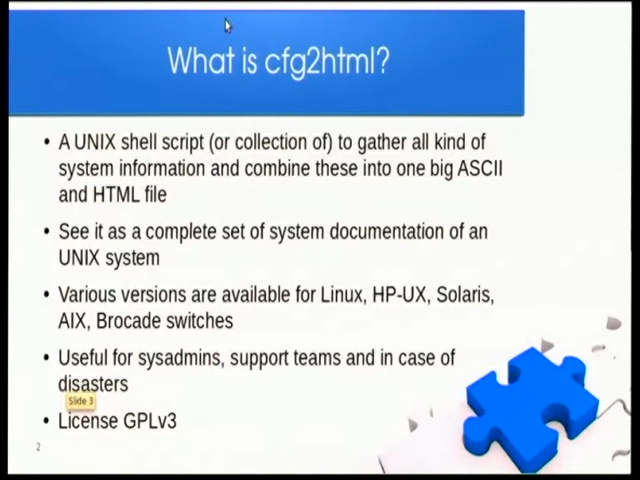 What is cfg2html?
• A UNIX shell script (or collection of) to gather all kind of
system information and combine these into one big ASCII
and HTML file
• See it as a complete set of system documentation of an
UNIX system
• Various versions are available for Linux, HP-UX, Solaris,
AIX, Brocade switches
• Useful for sysadmins, support teams and in case of
disasters
Slide 3
• License GPLv3
2